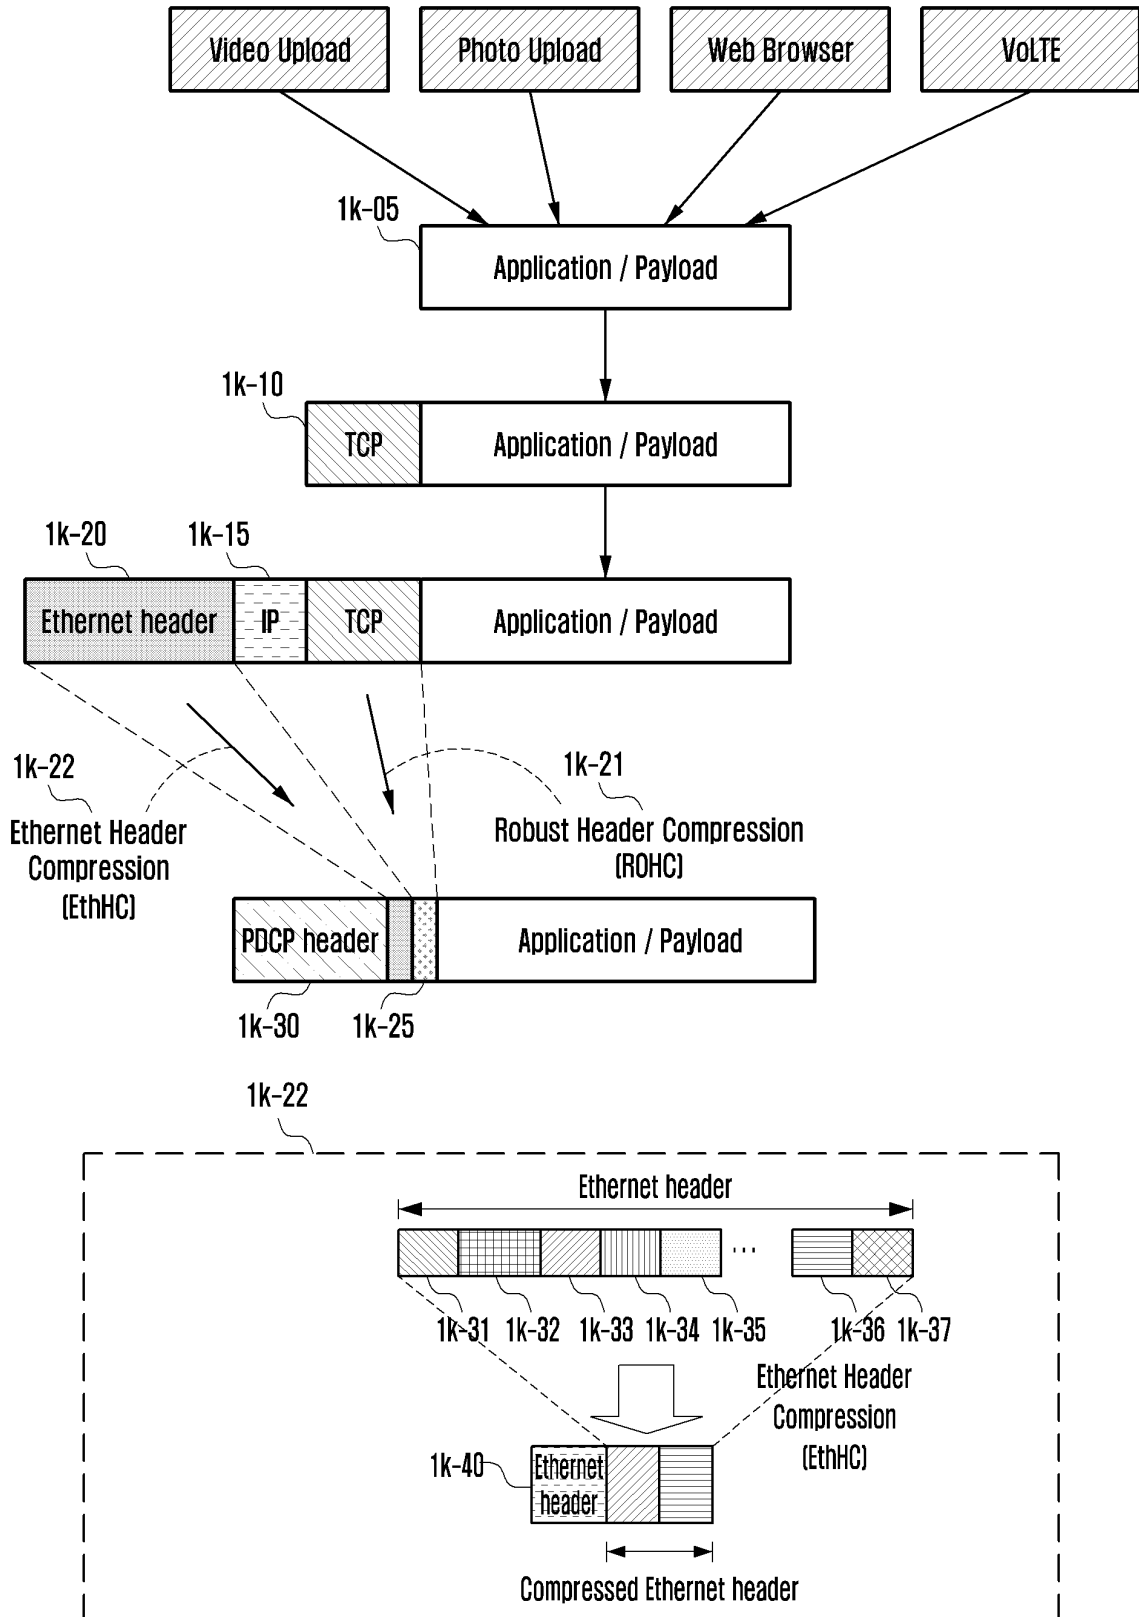 Video Upload
Photo Upload
Web Browser
VoLTE
1k-05
Application / Payload
1k-10
TCP
Application / Payload
1k-20
1k-15
Ethernet header
IP
TCP
Application / Payload
1k-22
Ethernet Header
Compression
(EthHC)
1k-21
Robust Header Compression
(ROHC)
PDCP header
Application / Payload
1k-30
1k-25
1k-22
Ethernet header
...
1k-31
1k-32
1k-33
1k-34
1k-35
1k-36
1k-37
Ethernet Header
Compression
(EthHC)
1k-40
Ethernet
header
Compressed Ethernet header